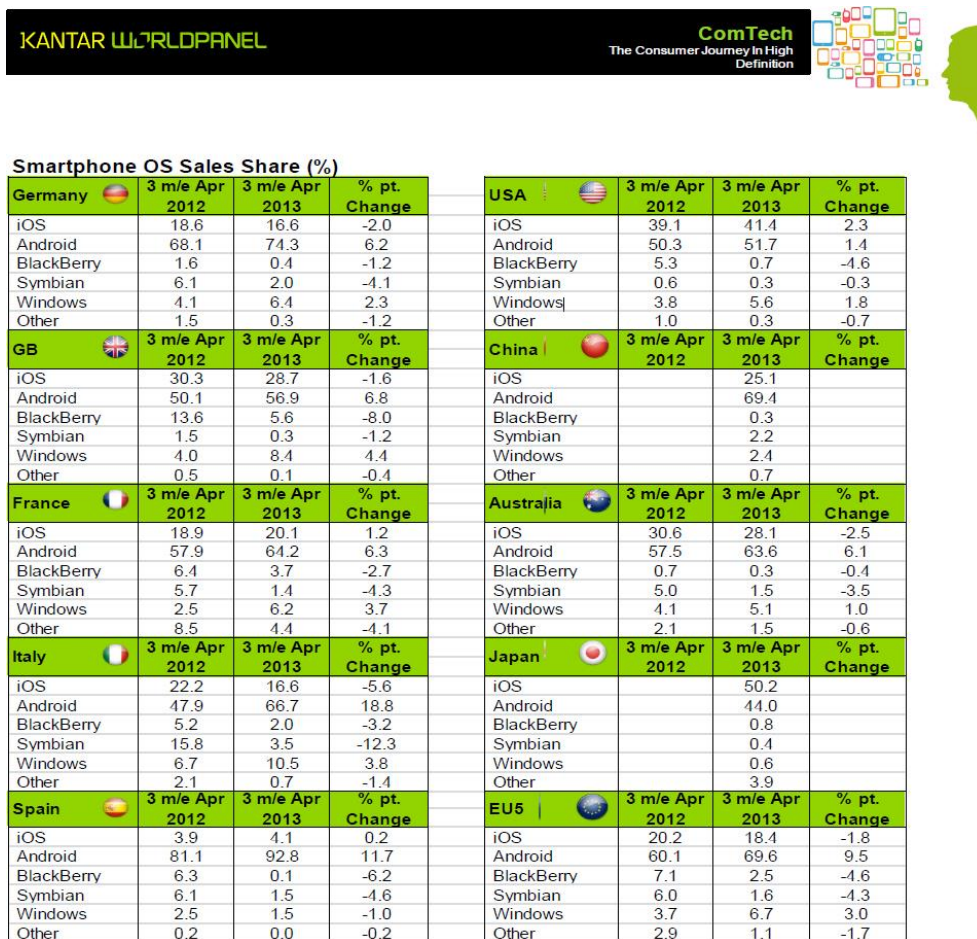 KANTAR WORLDPANEL
ComTech
The Consumer Journey In High
Definition
Smartphone OS Sales Share (%)
Germany 3 m/e Apr 2012 3 m/e Apr 2013 % pt. Change
iOS 18.6 16.6 -2.0
Android 68.1 74.3 6.2
BlackBerry 1.6 0.4 -1.2
Symbian 6.1 2.0 -4.1
Windows 4.1 6.4 2.3
Other 1.5 0.3 -1.2
GB 3 m/e Apr 2012 3 m/e Apr 2013 % pt. Change
iOS 30.3 28.7 -1.6
Android 50.1 56.9 6.8
BlackBerry 13.6 5.6 -8.0
Symbian 1.5 0.3 -1.2
Windows 4.0 8.4 4.4
Other 0.5 0.1 -0.4
France 3 m/e Apr 2012 3 m/e Apr 2013 % pt. Change
iOS 18.9 20.1 1.2
Android 57.9 64.2 6.3
BlackBerry 6.4 3.7 -2.7
Symbian 5.7 1.4 -4.3
Windows 2.5 6.2 3.7
Other 8.5 4.4 -4.1
Italy 3 m/e Apr 2012 3 m/e Apr 2013 % pt. Change
iOS 22.2 16.6 -5.6
Android 47.9 66.7 18.8
BlackBerry 5.2 2.0 -3.2
Symbian 15.8 3.5 -12.3
Windows 6.7 10.5 3.8
Other 2.1 0.7 -1.4
Spain 3 m/e Apr 2012 3 m/e Apr 2013 % pt. Change
iOS 3.9 4.1 0.2
Android 81.1 92.8 11.7
BlackBerry 6.3 0.1 -6.2
Symbian 6.1 1.5 -4.6
Windows 2.5 1.5 -1.0
Other 0.2 0.0 -0.2
USA 3 m/e Apr 2012 3 m/e Apr 2013 % pt. Change
iOS 39.1 41.4 2.3
Android 50.3 51.7 1.4
BlackBerry 5.3 0.7 -4.6
Symbian 0.6 0.3 -0.3
Windows 3.8 5.6 1.8
Other 1.0 0.3 -0.7
China 3 m/e Apr 2012 3 m/e Apr 2013 % pt. Change
iOS 25.1
Android 69.4
BlackBerry 0.3
Symbian 2.2
Windows 2.4
Other 0.7
Australia 3 m/e Apr 2012 3 m/e Apr 2013 % pt. Change
iOS 30.6 28.1 -2.5
Android 57.5 63.6 6.1
BlackBerry 0.7 0.3 -0.4
Symbian 5.0 1.5 -3.5
Windows 4.1 5.1 1.0
Other 2.1 1.5 -0.6
Japan 3 m/e Apr 2012 3 m/e Apr 2013 % pt. Change
iOS 50.2
Android 44.0
BlackBerry 0.8
Symbian 0.4
Windows 0.6
Other 3.9
EU5 3 m/e Apr 2012 3 m/e Apr 2013 % pt. Change
iOS 20.2 18.4 -1.8
Android 60.1 69.6 9.5
BlackBerry 7.1 2.5 -4.6
Symbian 6.0 1.6 -4.3
Windows 3.7 6.7 3.0
Other 2.9 1.1 -1.7